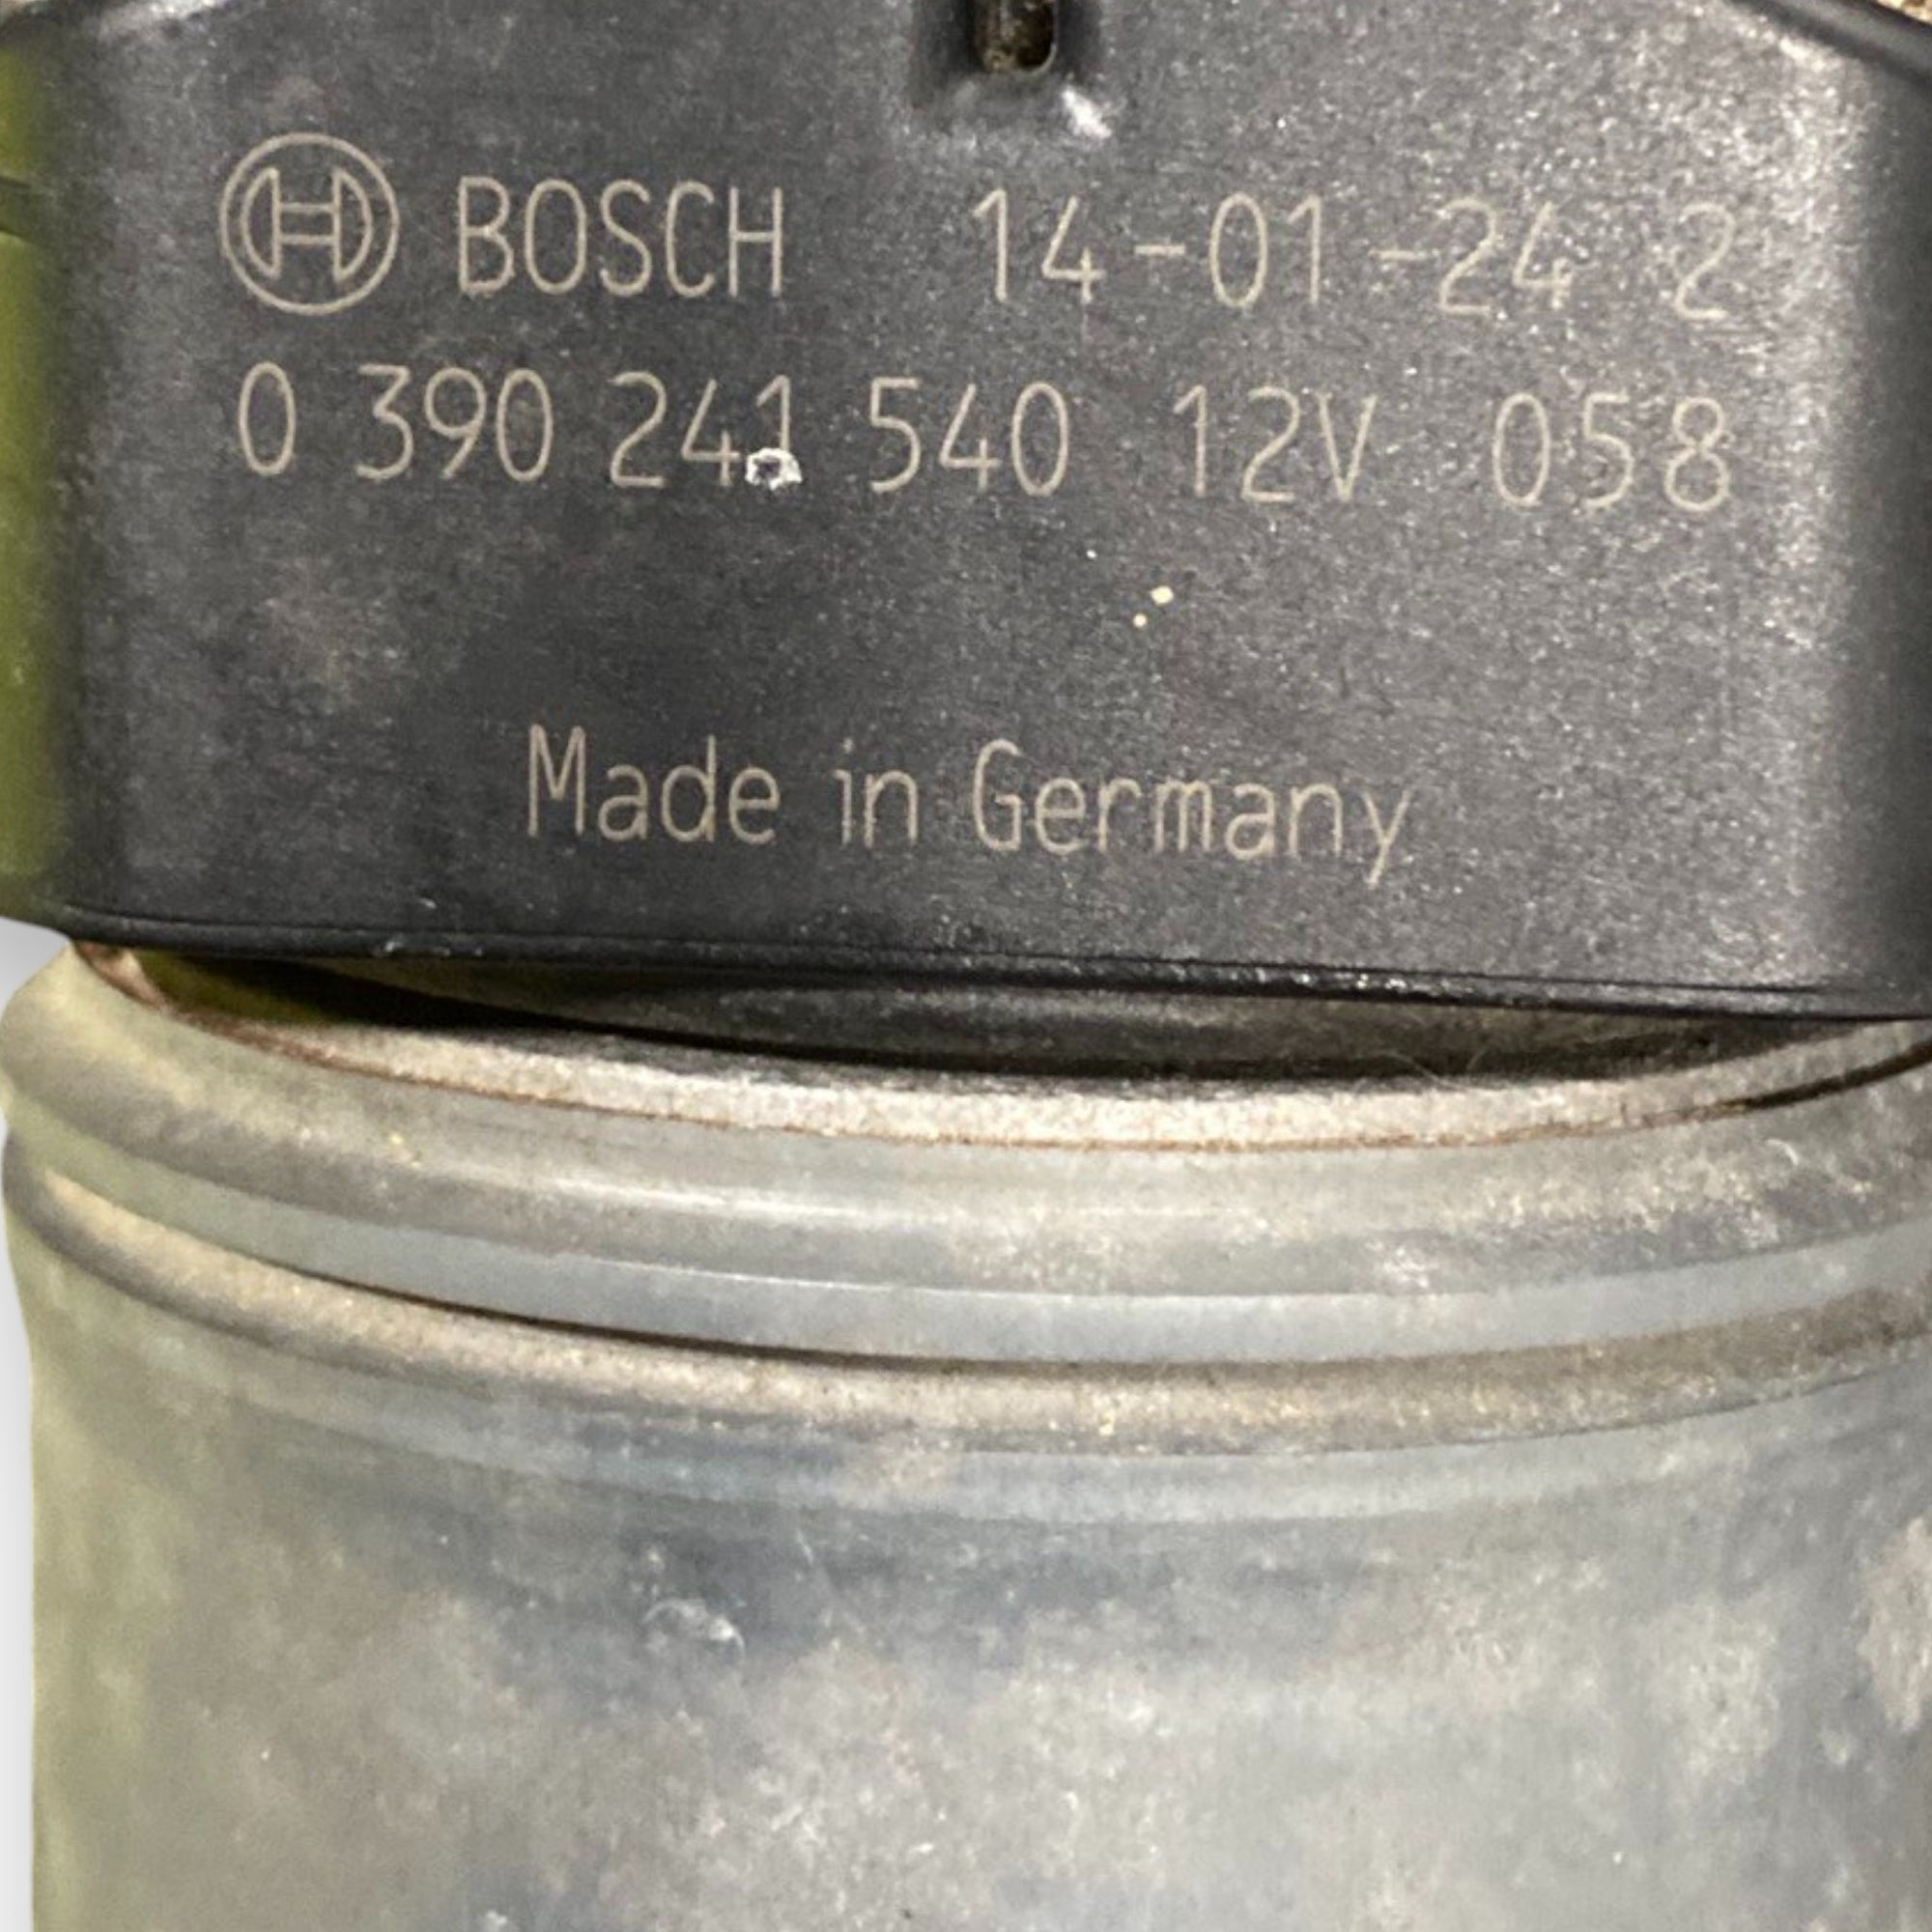 BOSCH 14-01-24 2
0 390 241 540 12V 058
Made in Germany